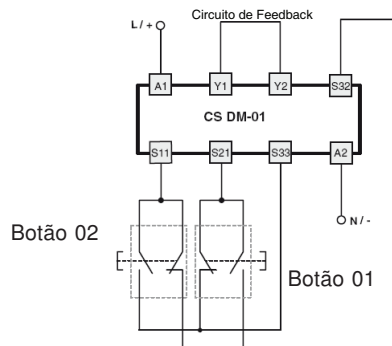 L / +
Circuito de Feedback
A1 Y1 Y2 S32
CS DM-01
S11 S21 S33 A2
N / -
Botão 02
Botão 01